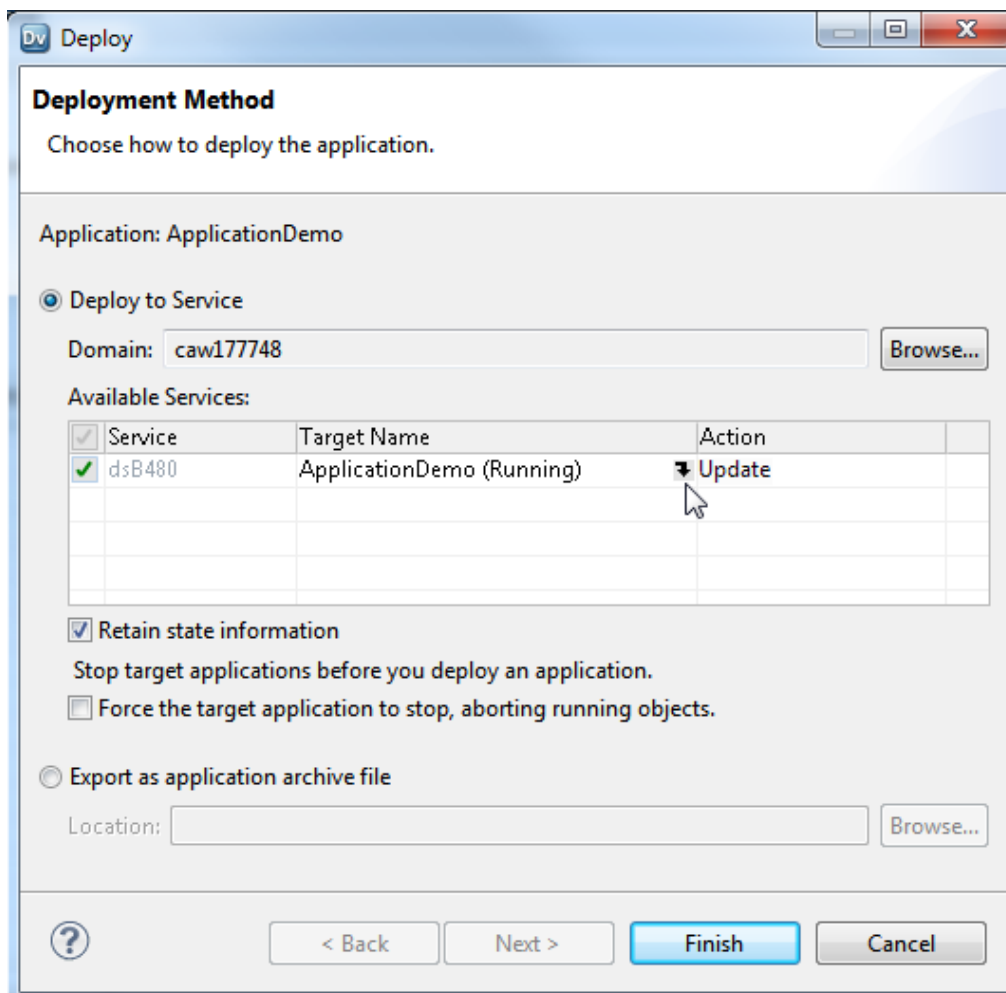 Dv Deploy
Deployment Method
Choose how to deploy the application.
Application: ApplicationDemo
Deploy to Service
Domain: caw177748 Browse...
Available Services:
Service Target Name Action
dsB480 ApplicationDemo (Running) Update
Retain state information
Stop target applications before you deploy an application.
Force the target application to stop, aborting running objects.
Export as application archive file
Location: Browse...
? < Back Next > Finish Cancel